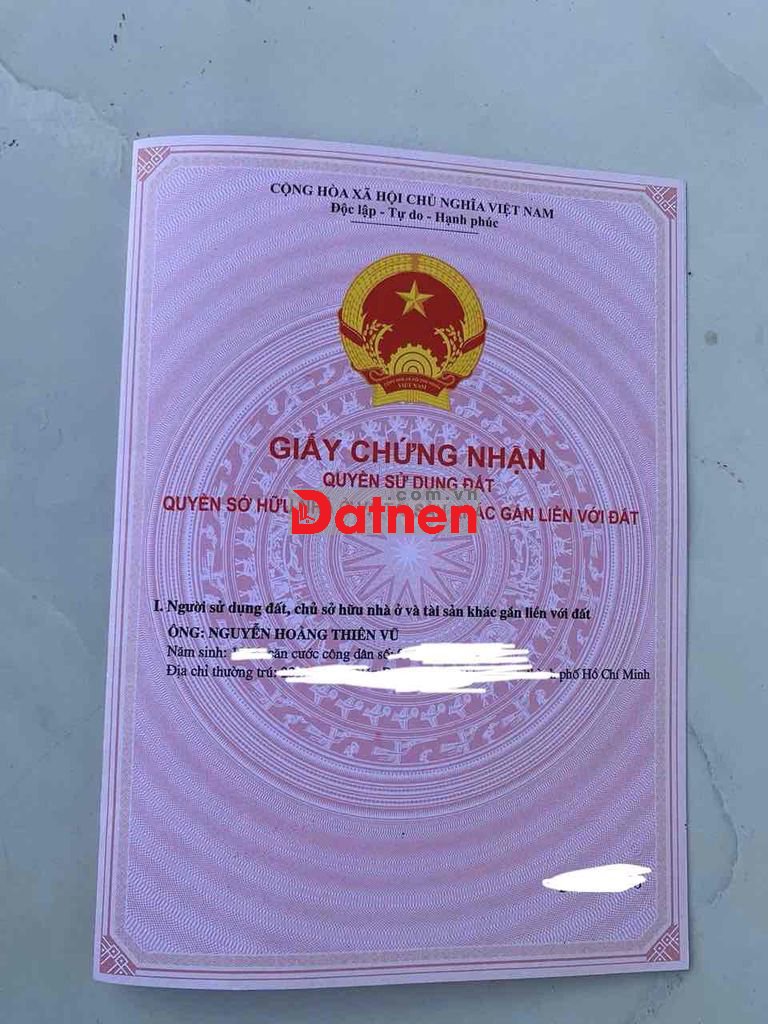 CỘNG HÒA XÃ HỘI CHỦ NGHĨA VIỆT NAM
Độc lập - Tự do - Hạnh phúc
VIỆT NAM
GIẤY CHỨNG NHẬN
QUYỀN SỬ DỤNG ĐẤT
.com.vn
QUYỀN SỞ HỮU GẮN LIỀN VỚI ĐẤT
Datnen
I. Người sử dụng đất, chủ sở hữu nhà ở và tài sản khác gắn liền với đất
ÔNG: NGUYỄN HOÀNG THIÊN VŨ
Năm sinh: căn cước công dân số:
Địa chỉ thường trú: phố Hồ Chí Minh